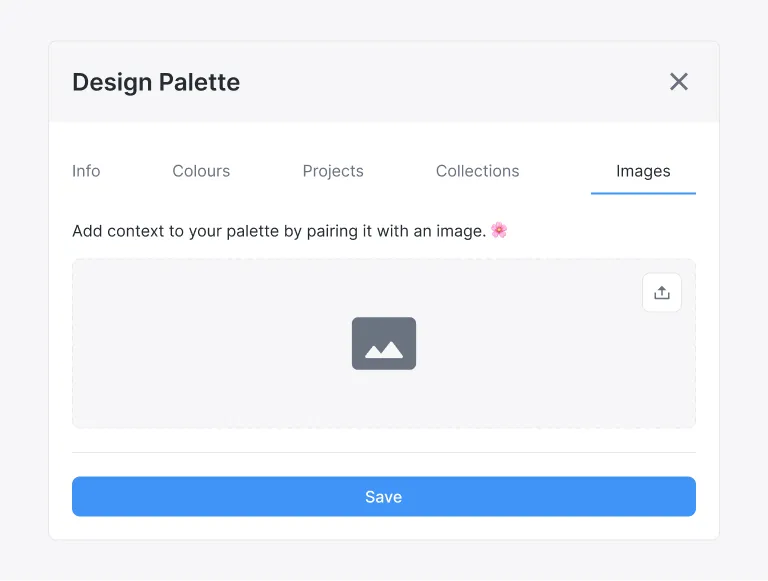 Design Palette
Info Colours Projects Collections Images
Add context to your palette by pairing it with an image. 🌸
Save